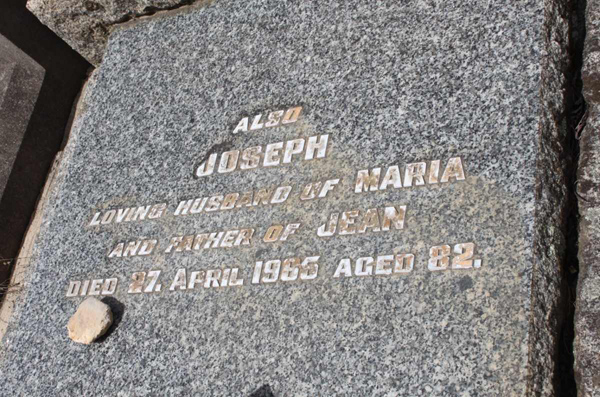 ALSO
JOSEPH
LOVING HUSBAND OF MARIA
AND FATHER OF JEAN
DIED 27. APRIL 1965 AGED 82.